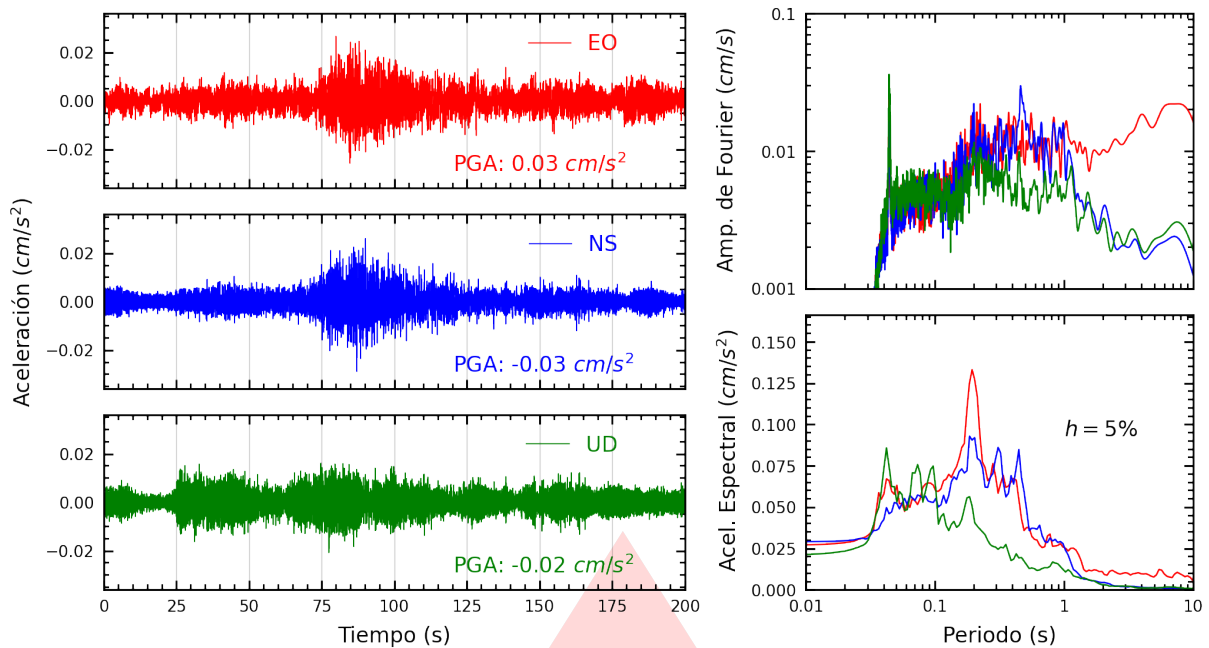 Aceleración (cm/s²)
0.02
0.00
−0.02
EO
PGA: 0.03 cm/s²
0.02
0.00
−0.02
NS
PGA: -0.03 cm/s²
0.02
0.00
−0.02
UD
PGA: -0.02 cm/s²
0 25 50 75 100 125 150 175 200
Tiempo (s)
Amp. de Fourier (cm/s)
0.1
0.01
0.001
Acel. Espectral (cm/s²)
0.150
0.125
0.100
0.075
0.050
0.025
0.000
h = 5%
0.01 0.1 1 10
Periodo (s)